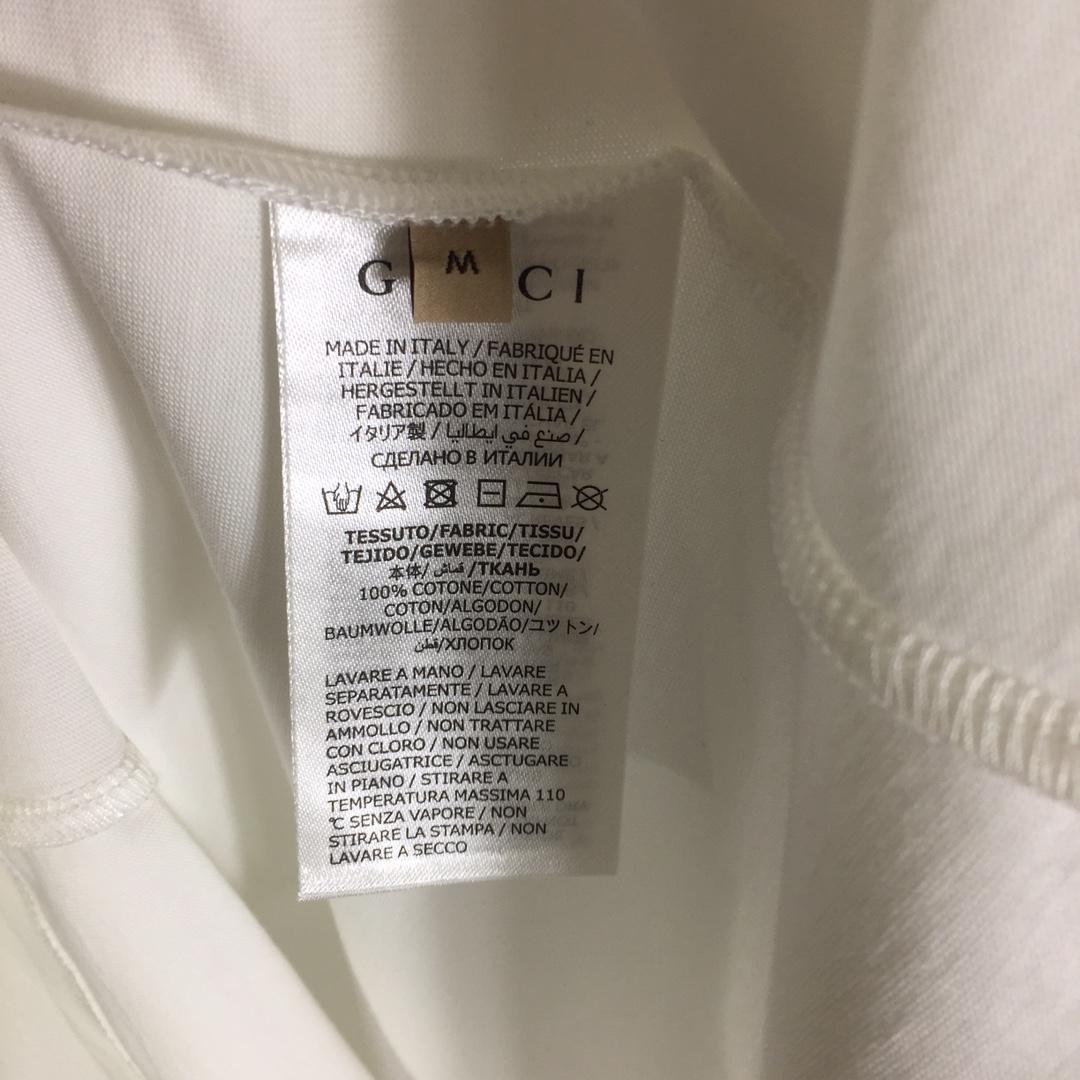 G CI
M
MADE IN ITALY / FABRIQUÉ EN
ITALIE / HECHO EN ITALIA /
HERGESTELLT IN ITALIEN /
FABRICADO EM ITÁLIA /
イタリア製 / صنع في ايطاليا /
СДЕЛАНО В ИТАЛИИ
TESSUTO/FABRIC/TISSU/
TEJIDO/GEWEBE/TECIDO/
本体/ قماش /ТКАНЬ
100% COTONE/COTTON/
COTON/ALGODON/
BAUMWOLLE/ALGODÃO/ユツトン/
قطن/ХЛОПОК
LAVARE A MANO / LAVARE
SEPARATAMENTE / LAVARE A
ROVESCIO / NON LASCIARE IN
AMMOLLO / NON TRATTARE
CON CLORO / NON USARE
ASCIUGATRICE / ASCTUGARE
IN PIANO / STIRARE A
TEMPERATURA MASSIMA 110
℃ SENZA VAPORE / NON
STIRARE LA STAMPA / NON
LAVARE A SECCO